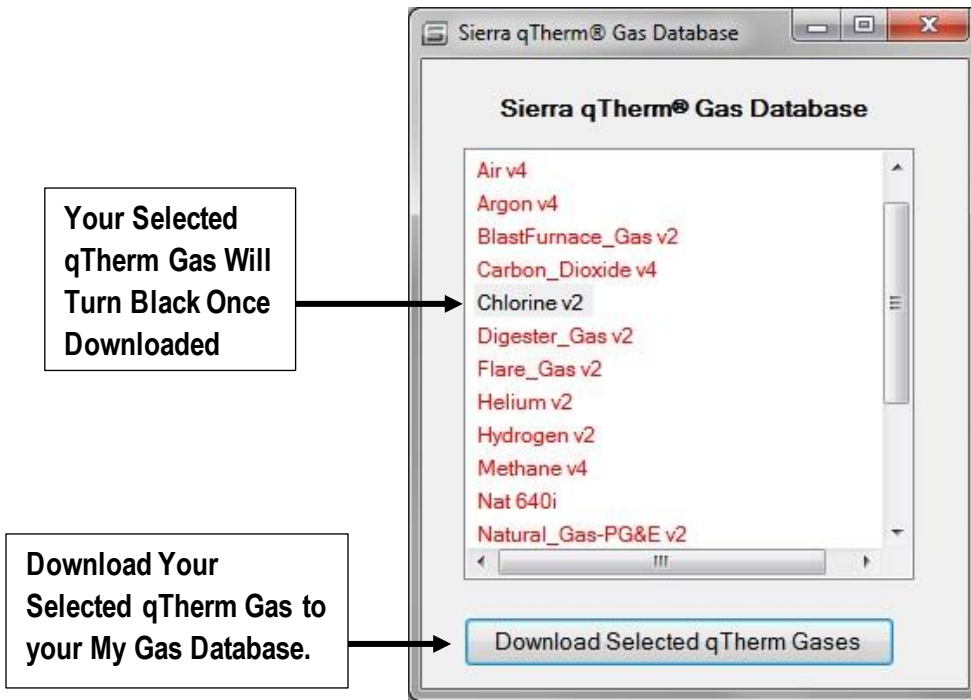 Sierra qTherm® Gas Database
Sierra qTherm® Gas Database
Air v4
Argon v4
BlastFurnace_Gas v2
Carbon_Dioxide v4
Chlorine v2
Digester_Gas v2
Flare_Gas v2
Helium v2
Hydrogen v2
Methane v4
Nat 640i
Natural_Gas-PG&E v2
Download Selected qTherm Gases
Your Selected
qTherm Gas Will
Turn Black Once
Downloaded
Download Your
Selected qTherm Gas to
your My Gas Database.